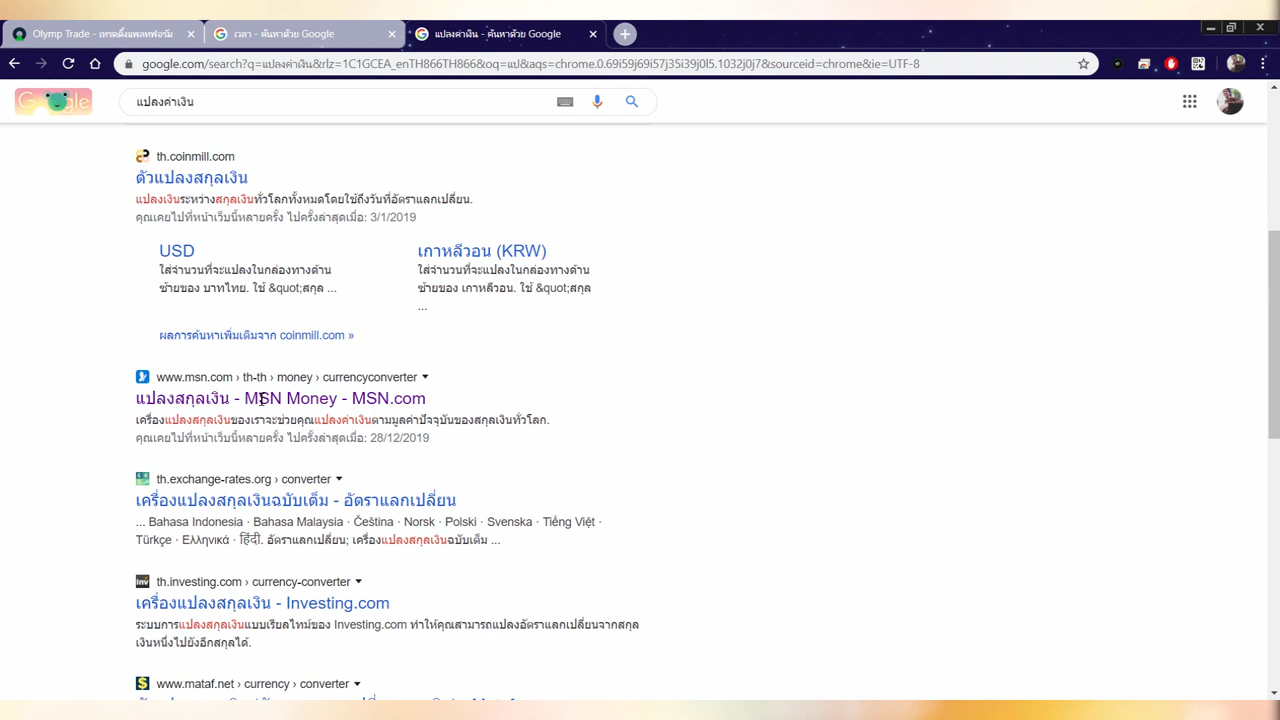 Olymp Trade - เทรดดิ้งแพลทฟอร์ม
เวลา - ค้นหาด้วย Google
แปลงค่าเงิน - ค้นหาด้วย Google
google.com/search?q=แปลงค่าเงิน&rlz=1C1GCEA_enTH866TH866&oq=แป&aqs=chrome.0.69i59j69i57j35i39j0l5.1032j0j7&sourceid=chrome&ie=UTF-8
Google
แปลงค่าเงิน
th.coinmill.com
ตัวแปลงสกุลเงิน
แปลงเงินระหว่างสกุลเงินทั่วโลกทั้งหมดโดยใช้ถึงวันที่อัตราแลกเปลี่ยน.
คุณเคยไปที่หน้าเว็บนี้หลายครั้ง ไปครั้งล่าสุดเมื่อ: 3/1/2019
USD
ใส่จำนวนที่จะแปลงในกล่องทางด้าน
ซ้ายของ บาทไทย. ใช้ &quot;สกุล ...
เกาหลีวอน (KRW)
ใส่จำนวนที่จะแปลงในกล่องทางด้าน
ซ้ายของ เกาหลีวอน. ใช้ &quot;สกุล
...
ผลการค้นหาเพิ่มเติมจาก coinmill.com »
www.msn.com › th-th › money › currencyconverter
แปลงสกุลเงิน - MSN Money - MSN.com
เครื่องแปลงสกุลเงินของเราจะช่วยคุณแปลงค่าเงินตามมูลค่าปัจจุบันของสกุลเงินทั่วโลก.
คุณเคยไปที่หน้าเว็บนี้หลายครั้ง ไปครั้งล่าสุดเมื่อ: 28/12/2019
th.exchange-rates.org › converter
เครื่องแปลงสกุลเงินฉบับเต็ม - อัตราแลกเปลี่ยน
... Bahasa Indonesia · Bahasa Malaysia · Čeština · Norsk · Polski · Svenska · Tiếng Việt ·
Türkçe · Ελληνικά · हिंदी. อัตราแลกเปลี่ยน; เครื่องแปลงสกุลเงินฉบับเต็ม ...
th.investing.com › currency-converter
เครื่องแปลงสกุลเงิน - Investing.com
ระบบการแปลงสกุลเงินแบบเรียลไทม์ของ Investing.com ทำให้คุณสามารถแปลงอัตราแลกเปลี่ยนจากสกุล
เงินหนึ่งไปยังอีกสกุลได้.
www.mataf.net › currency › converter